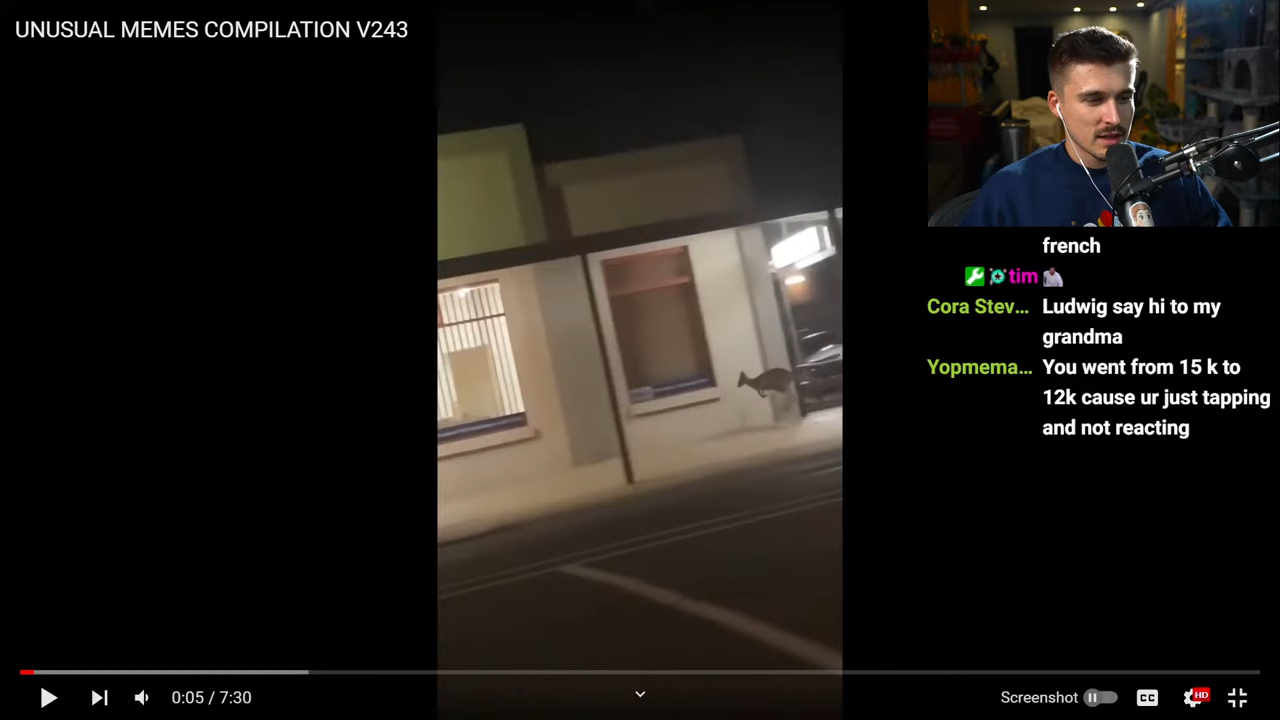 UNUSUAL MEMES COMPILATION V243
french
tim
Cora Stev... Ludwig say hi to my
grandma
Yopmema... You went from 15 k to
12k cause ur just tapping
and not reacting
0:05 / 7:30
Screenshot
CC
HD